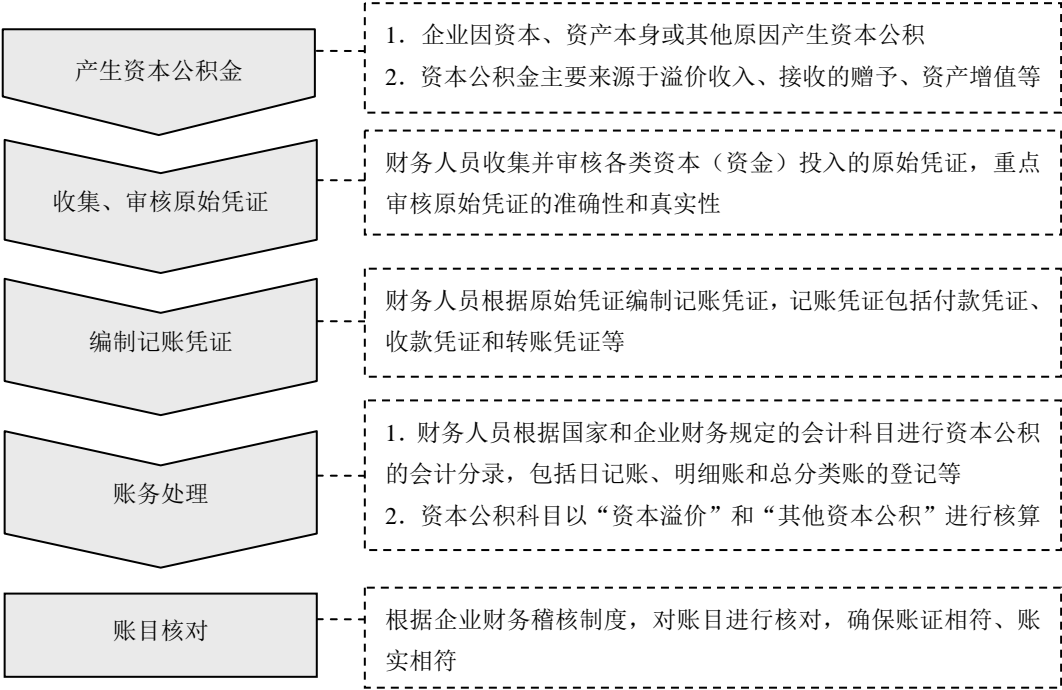 产生资本公积金
1．企业因资本、资产本身或其他原因产生资本公积
2．资本公积金主要来源于溢价收入、接收的赠予、资产增值等
收集、审核原始凭证
财务人员收集并审核各类资本（资金）投入的原始凭证，重点
审核原始凭证的准确性和真实性
编制记账凭证
财务人员根据原始凭证编制记账凭证，记账凭证包括付款凭证、
收款凭证和转账凭证等
账务处理
1．财务人员根据国家和企业财务规定的会计科目进行资本公积
的会计分录，包括日记账、明细账和总分类账的登记等
2．资本公积科目以“资本溢价”和“其他资本公积”进行核算
账目核对
根据企业财务稽核制度，对账目进行核对，确保账证相符、账
实相符